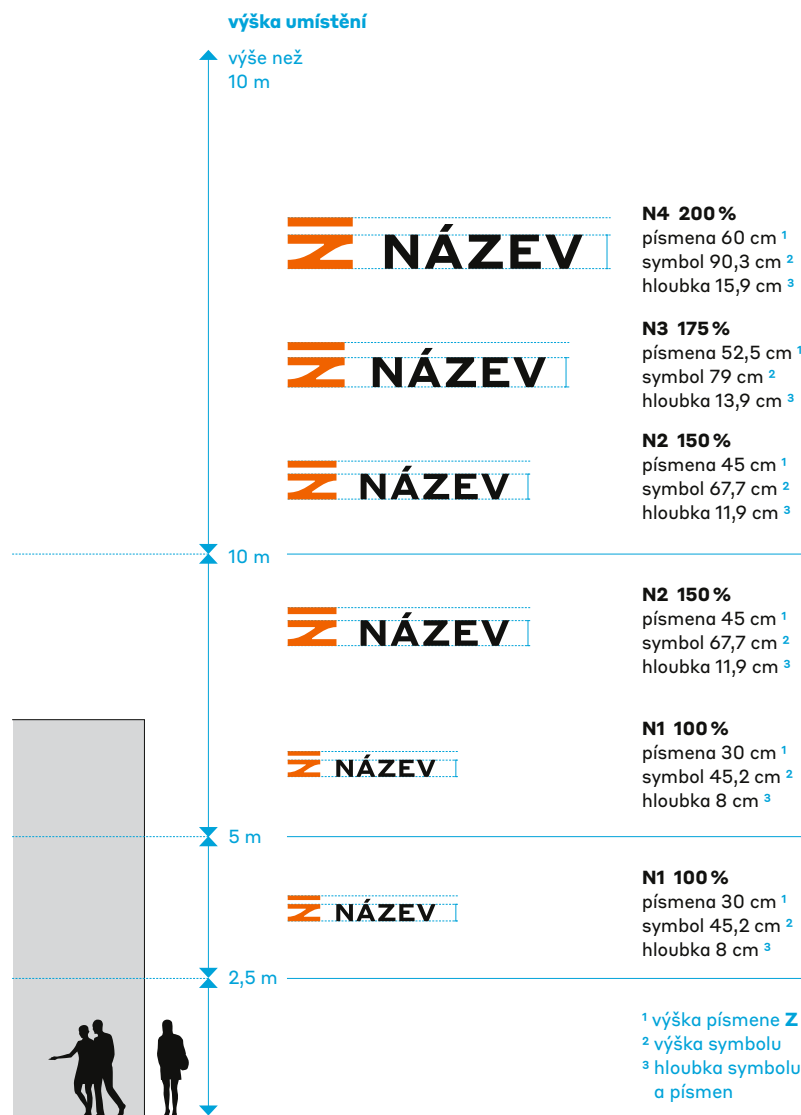 výška umístění
výše než
10 m
NÁZEV
N4 200 %
písmena 60 cm ¹
symbol 90,3 cm ²
hloubka 15,9 cm ³
NÁZEV
N3 175 %
písmena 52,5 cm ¹
symbol 79 cm ²
hloubka 13,9 cm ³
NÁZEV
N2 150 %
písmena 45 cm ¹
symbol 67,7 cm ²
hloubka 11,9 cm ³
10 m
NÁZEV
N2 150 %
písmena 45 cm ¹
symbol 67,7 cm ²
hloubka 11,9 cm ³
NÁZEV
N1 100 %
písmena 30 cm ¹
symbol 45,2 cm ²
hloubka 8 cm ³
5 m
NÁZEV
N1 100 %
písmena 30 cm ¹
symbol 45,2 cm ²
hloubka 8 cm ³
2,5 m
¹ výška písmene Z
² výška symbolu
³ hloubka symbolu
a písmen